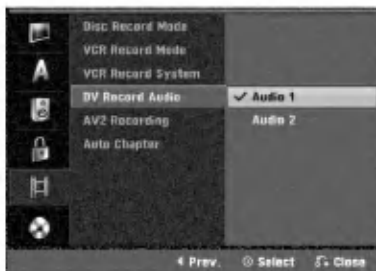 Disc Record Mode
VCR Record Mode
VCR Record System
DV Record Audio
✓ Audio 1
AV2 Recording
Audio 2
Auto Chapter
Prev. Select Close